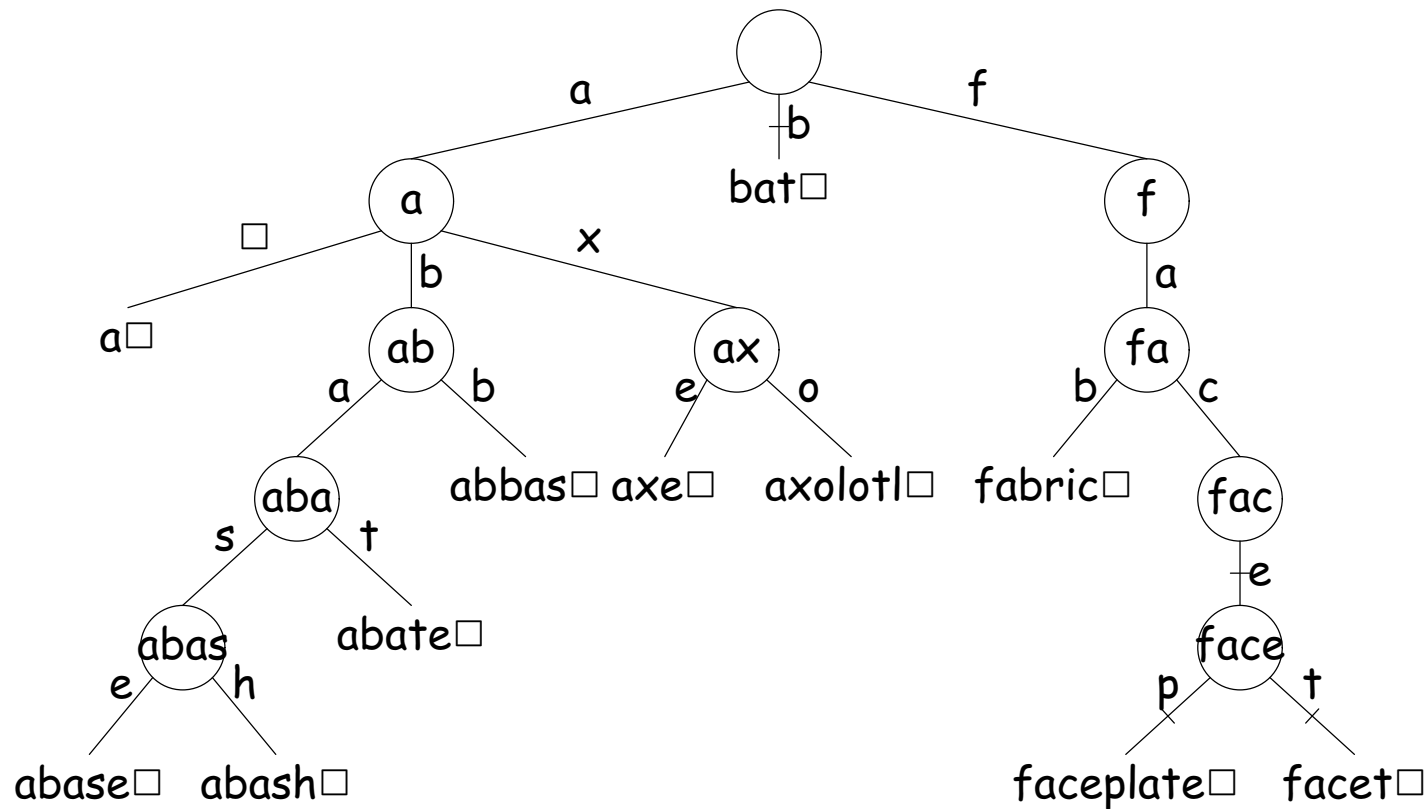 a
f
b
bat□
a
f
□
x
b
a
a□
ab
ax
fa
a
b
e
o
b
c
abbas□
axe□
axolotl□
fabric□
aba
fac
s
t
e
abate□
abas
face
e
h
p
t
abase□
abash□
faceplate□
facet□